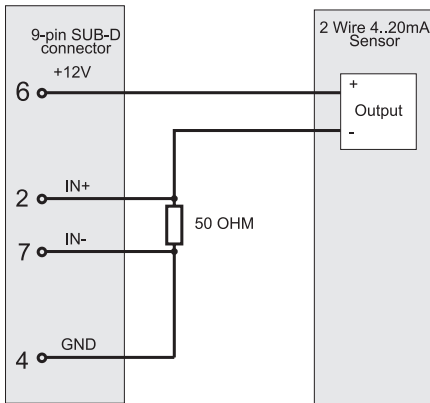 9-pin SUB-D
connector
+12V
6
2 IN+
7 IN-
4 GND
50 OHM
2 Wire 4..20mA
Sensor
+
Output
-